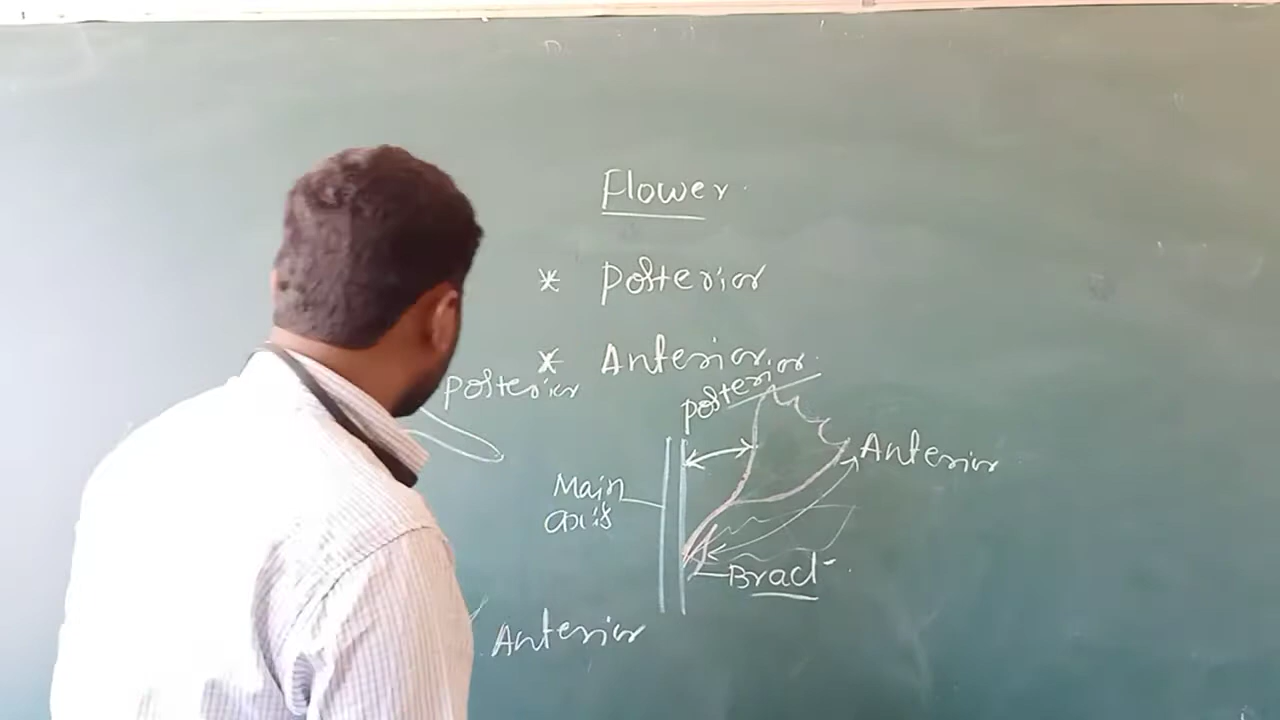 Flower
* Posterior
* Anterior
Posterior
Posterior
Anterior
Main
axis
Bract
Anterior